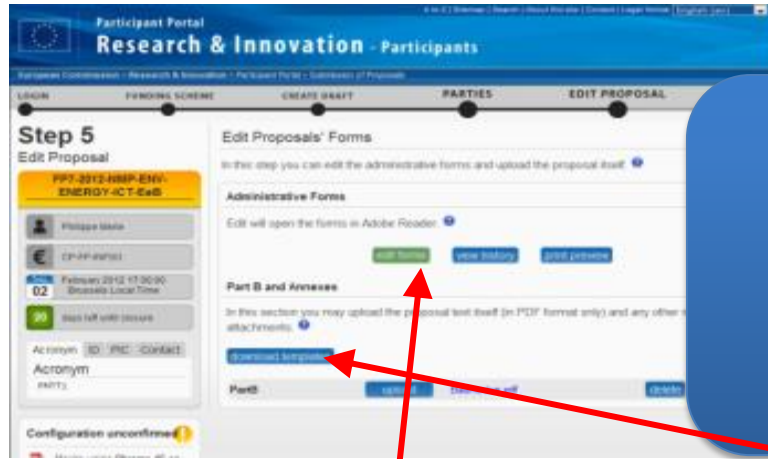 Participant Portal
Research & Innovation - Participants
LOGIN FUNDING SCHEME CREATE DRAFT PARTIES EDIT PROPOSAL
Step 5
Edit Proposal
FP7-2012-NMP-ENV-
ENERGY-ICT-EeB
02 February 2012 17:00:00
Brussels Local Time
days left until closure
Acronym ID PIC Contact
Acronym
Configuration unconfirmed
Edit Proposals' Forms
In this step you can edit the administrative forms and upload the proposal itself.
Administrative Forms
Edit will open the forms in Adobe Reader.
edit forms view history print preview
Part B and Annexes
In this section you may upload the proposal text itself (in PDF format only) and any other
attachments.
download templates
PartB upload delete